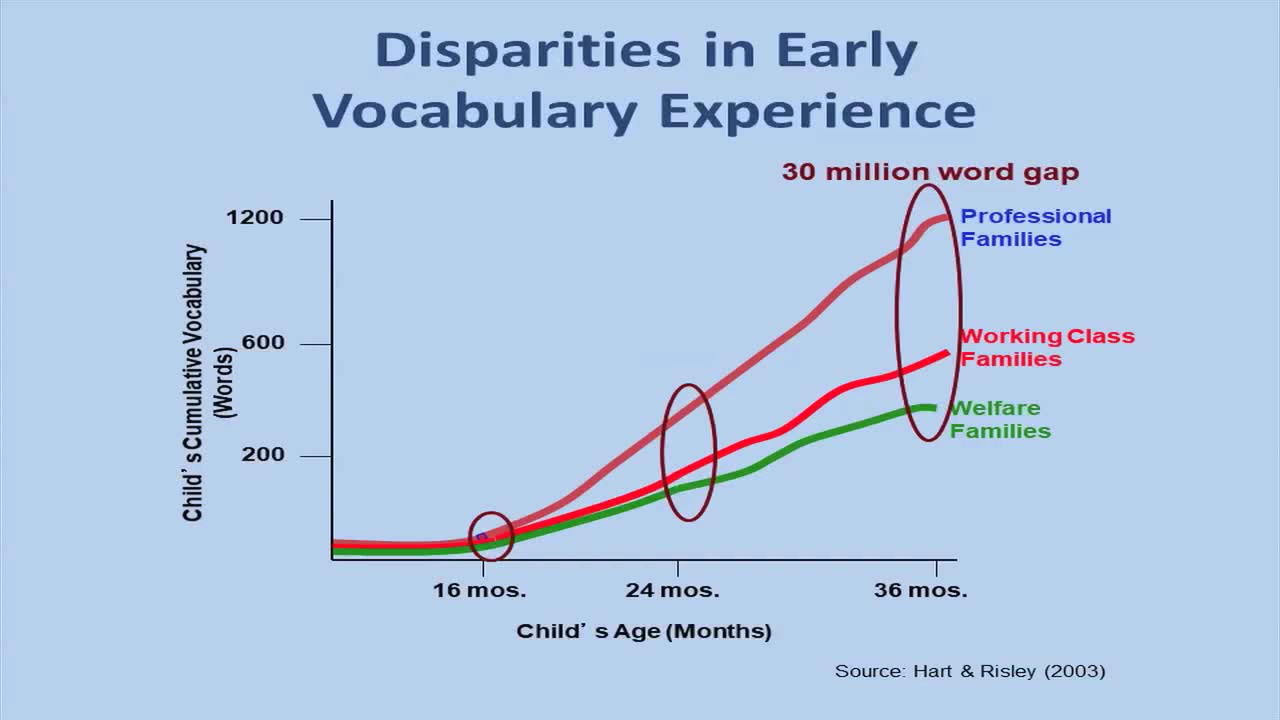 Disparities in Early
Vocabulary Experience
30 million word gap
1200
600
200
Child’ s Cumulative Vocabulary
(Words)
Professional
Families
Working Class
Families
Welfare
Families
16 mos.
24 mos.
36 mos.
Child’ s Age (Months)
Source: Hart & Risley (2003)